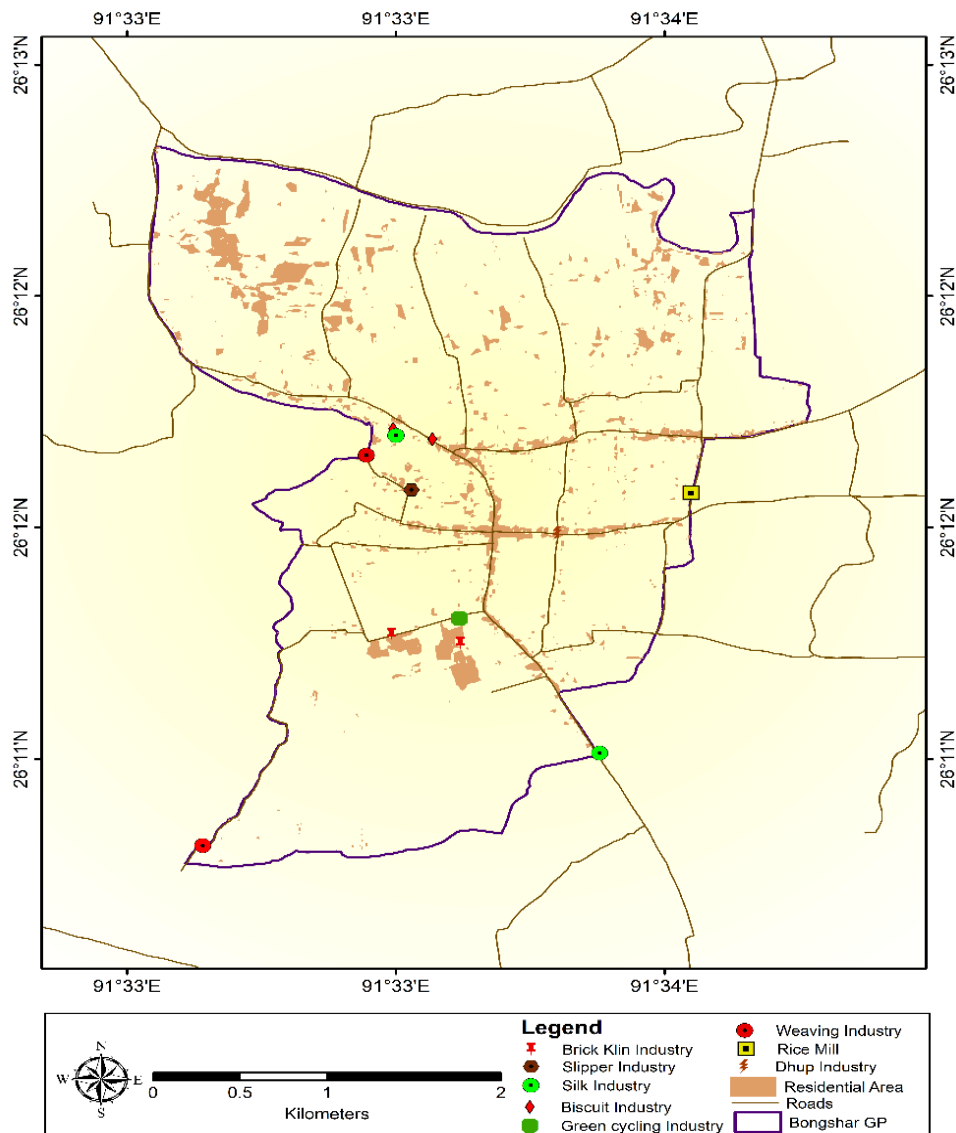 91°33'E 91°33'E 91°34'E
26°13'N 26°13'N
26°12'N 26°12'N
26°12'N 26°12'N
26°11'N 26°11'N
91°33'E 91°33'E 91°34'E
N
W E
S
0 0.5 1 2
Kilometers
Legend
Brick Klin Industry
Slipper Industry
Silk Industry
Biscuit Industry
Green cycling Industry
Weaving Industry
Rice Mill
Dhup Industry
Residential Area
Roads
Bongshar GP